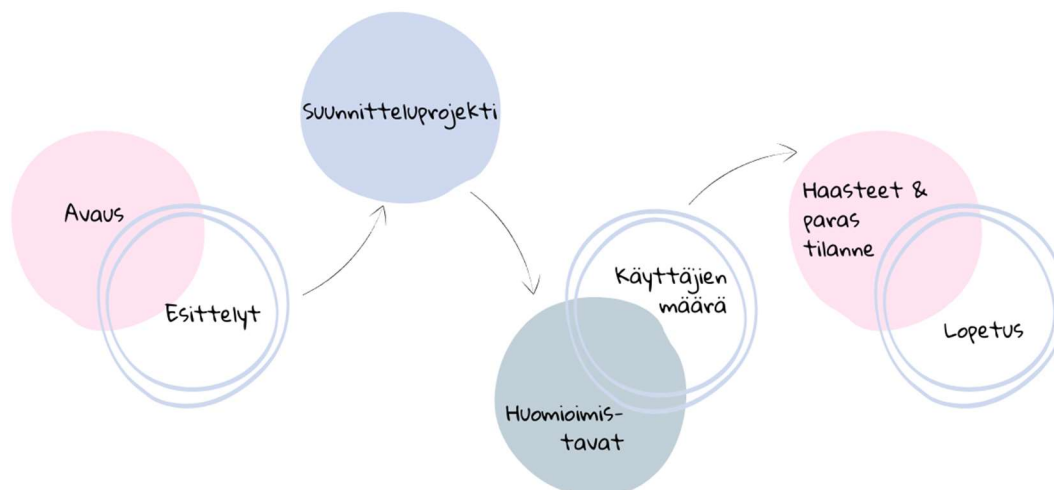 Avaus
Esittelyt
Suunnitteluprojekti
Huomioimis-
tavat
Käyttäjien
määrä
Haasteet &
paras
tilanne
Lopetus